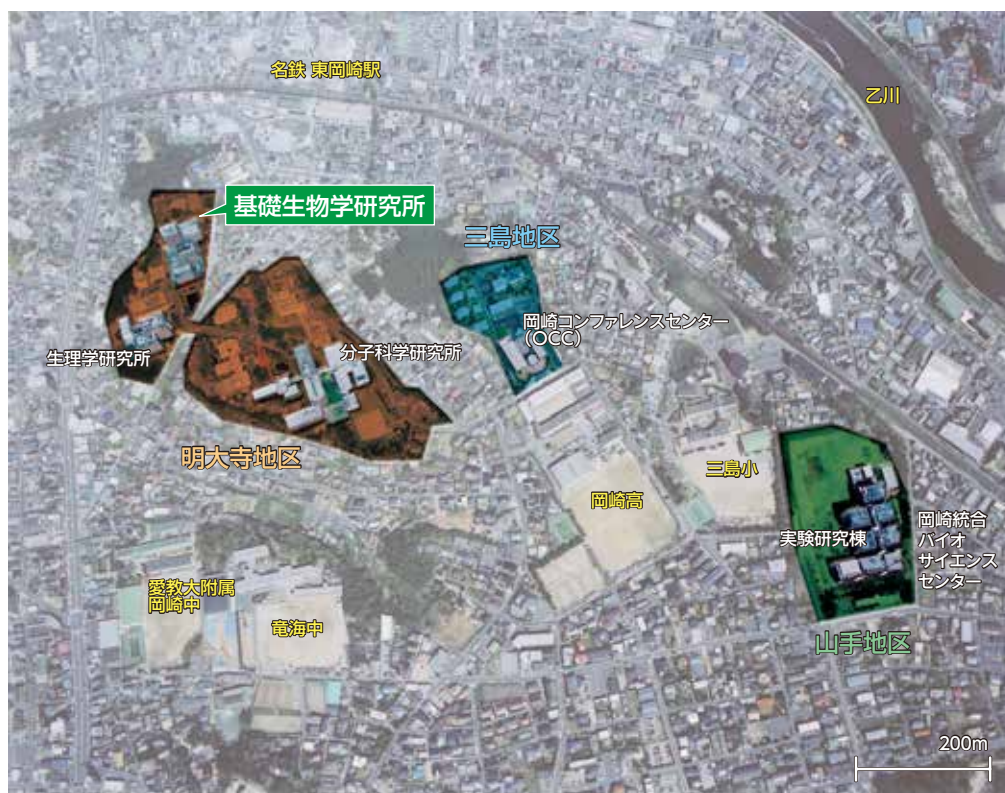 名鉄 東岡崎駅
乙川
基礎生物学研究所
三島地区
岡崎コンファレンスセンター
(OCC)
生理学研究所
分子科学研究所
明大寺地区
三島小
岡崎高
実験研究棟
岡崎統合
バイオ
サイエンス
センター
愛教大附属
岡崎中
竜海中
山手地区
200m